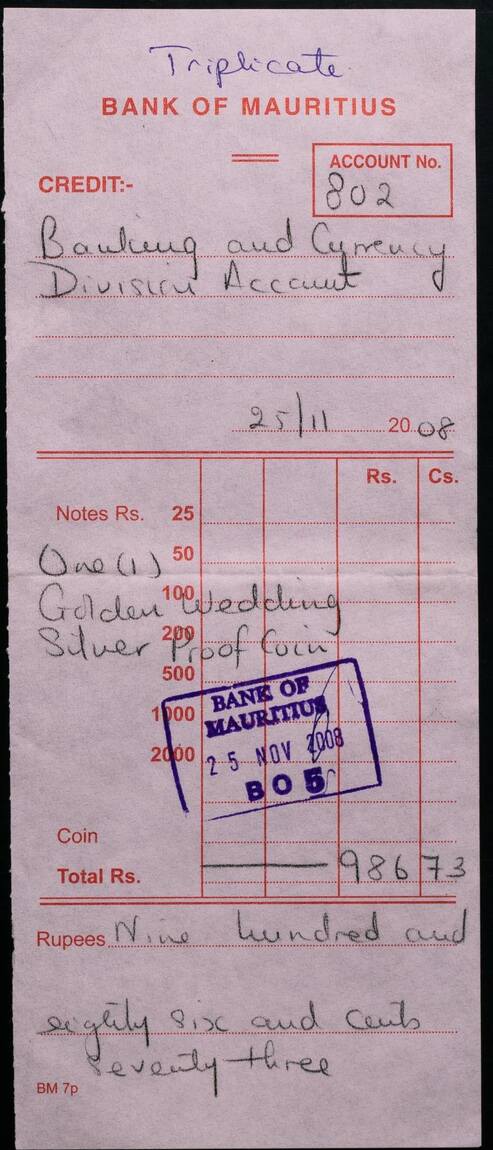 Triplicate
BANK OF MAURITIUS
ACCOUNT No.
802
CREDIT:-
Banking and Currency
Division Account
25/11 2008
Rs. Cs.
Notes Rs. 25
One (1) 50
100
Golden Wedding
200
Silver Proof Coin
500
1000
2000
BANK OF
MAURITIUS
25 NOV 2008
BO 5
Coin
Total Rs. 986 73
Rupees Nine hundred and
eighty six and cents
seventy three
BM 7p